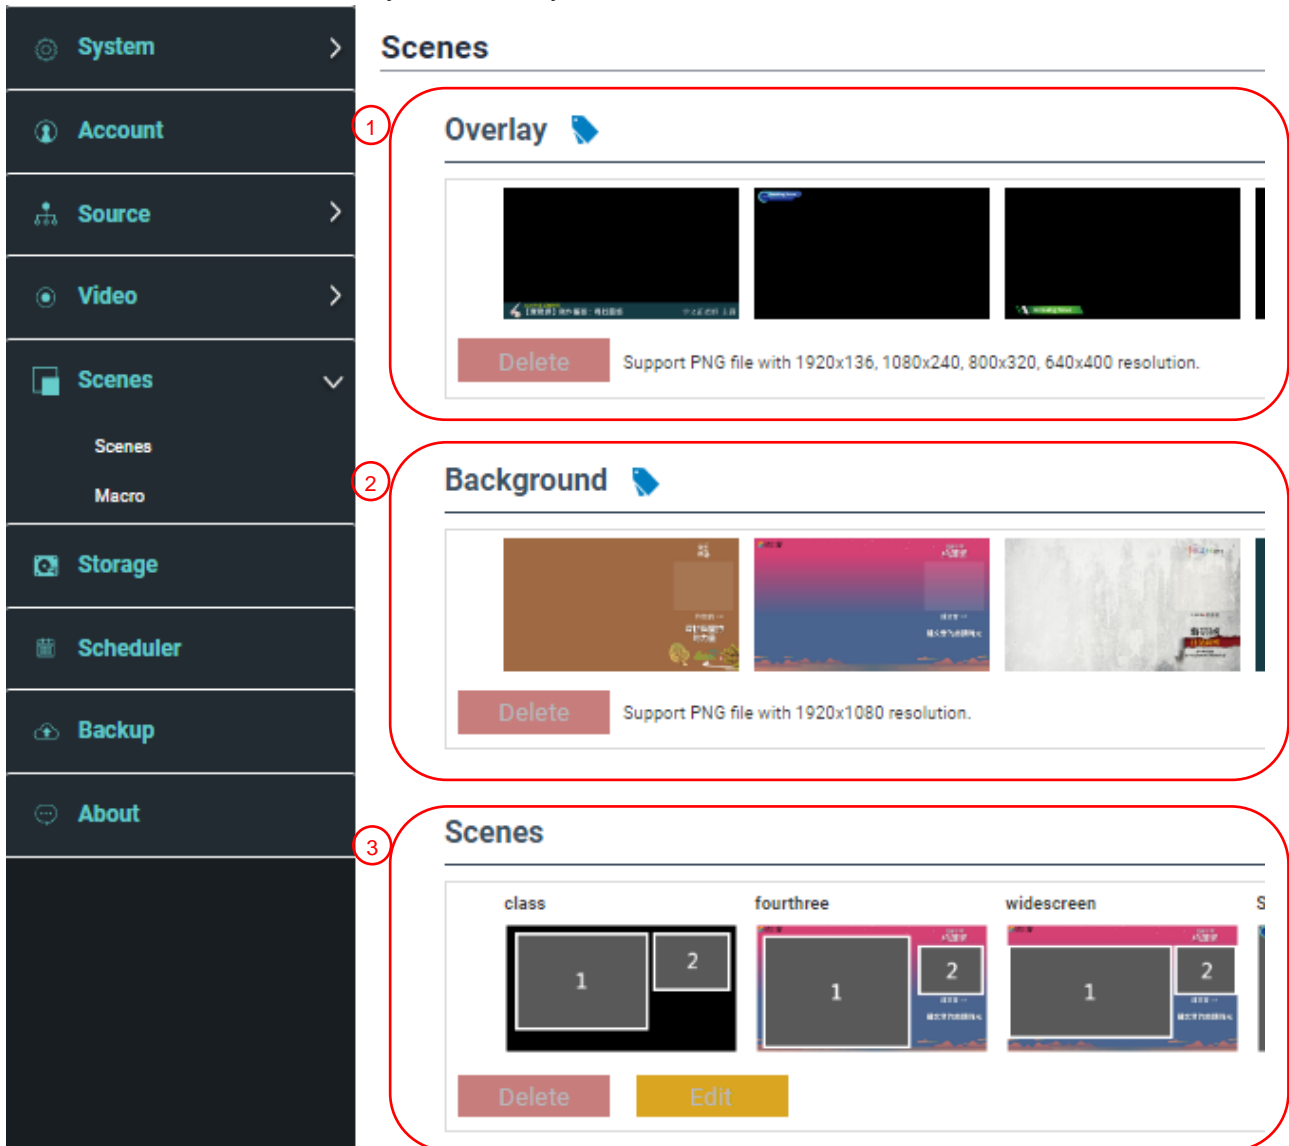 System
Account
Source
Video
Scenes
Scenes
Macro
Storage
Scheduler
Backup
About
Scenes
1
Overlay
Delete
Support PNG file with 1920x136, 1080x240, 800x320, 640x400 resolution.
2
Background
Delete
Support PNG file with 1920x1080 resolution.
3
Scenes
class
fourthree
widescreen
S
1
2
1
2
1
2
Delete
Edit